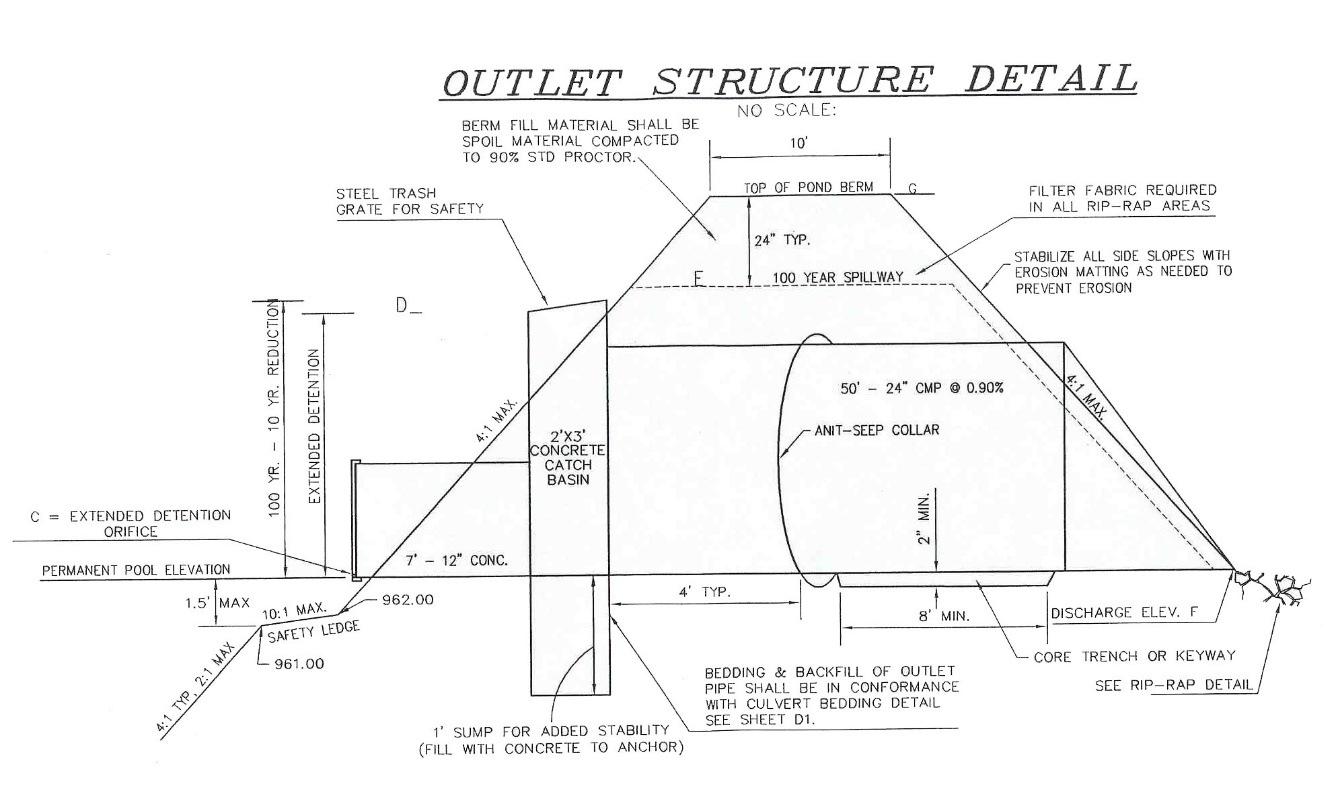 OUTLET STRUCTURE DETAIL
NO SCALE:
BERM FILL MATERIAL SHALL BE
SPOIL MATERIAL COMPACTED
TO 90% STD PROCTOR.
10'
STEEL TRASH
GRATE FOR SAFETY
TOP OF POND BERM
G
FILTER FABRIC REQUIRED
IN ALL RIP-RAP AREAS
24" TYP.
STABILIZE ALL SIDE SLOPES WITH
EROSION MATTING AS NEEDED TO
PREVENT EROSION
E
100 YEAR SPILLWAY
D_
100 YR. - 10 YR. REDUCTION
EXTENDED DETENTION
4:1 MAX.
2'X3'
CONCRETE
CATCH
BASIN
50' - 24" CMP @ 0.90%
4:1 MAX.
ANIT-SEEP COLLAR
2" MIN.
C = EXTENDED DETENTION
ORIFICE
7' - 12" CONC.
PERMANENT POOL ELEVATION
1.5' MAX
10:1 MAX.
SAFETY LEDGE
962.00
961.00
4:1 TYP. 2:1 MAX
4' TYP.
8' MIN.
DISCHARGE ELEV. F
CORE TRENCH OR KEYWAY
SEE RIP-RAP DETAIL
BEDDING & BACKFILL OF OUTLET
PIPE SHALL BE IN CONFORMANCE
WITH CULVERT BEDDING DETAIL
SEE SHEET D1.
1' SUMP FOR ADDED STABILITY
(FILL WITH CONCRETE TO ANCHOR)